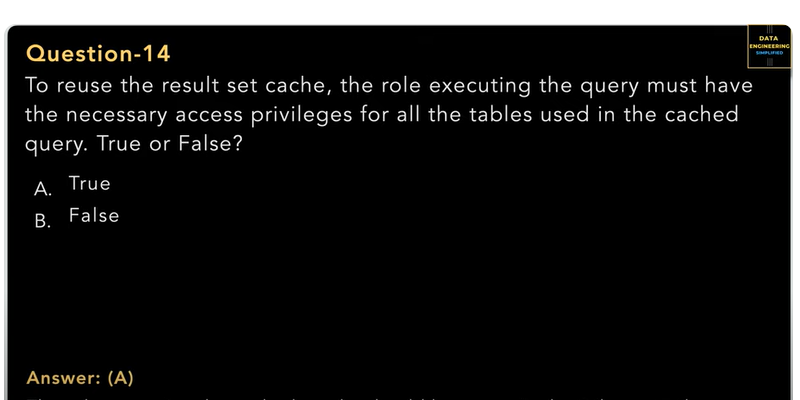 DATA
ENGINEERING
SIMPLIFIED
Question-14
To reuse the result set cache, the role executing the query must have
the necessary access privileges for all the tables used in the cached
query. True or False?
A. True
B. False
Answer: (A)